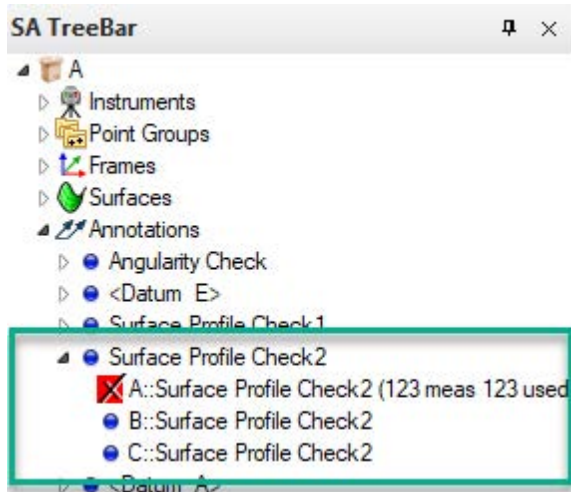 SA TreeBar
A
Instruments
Point Groups
Frames
Surfaces
Annotations
Angularity Check
<Datum E>
Surface Profile Check1
Surface Profile Check2
A::Surface Profile Check2 (123 meas 123 used
B::Surface Profile Check2
C::Surface Profile Check2
<Datum A>